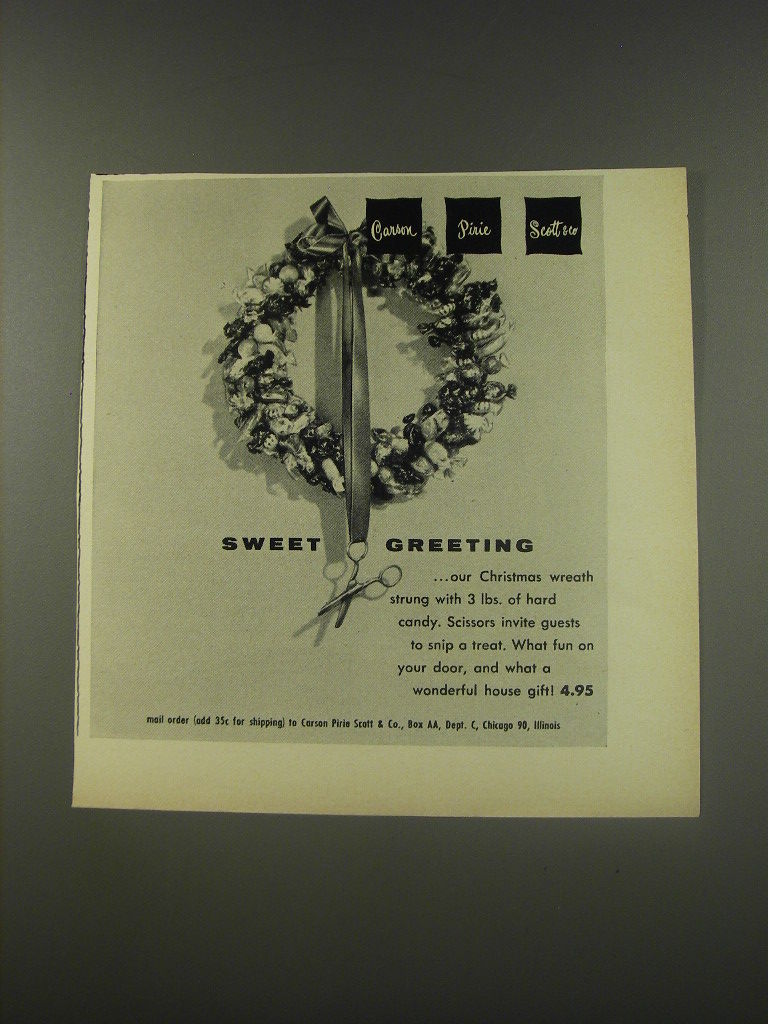 Carson Pirie Scott & co
SWEET GREETING
...our Christmas wreath
strung with 3 lbs. of hard
candy. Scissors invite guests
to snip a treat. What fun on
your door, and what a
wonderful house gift! 4.95
mail order (add 35c for shipping) to Carson Pirie Scott & Co., Box AA, Dept. C, Chicago 90, Illinois